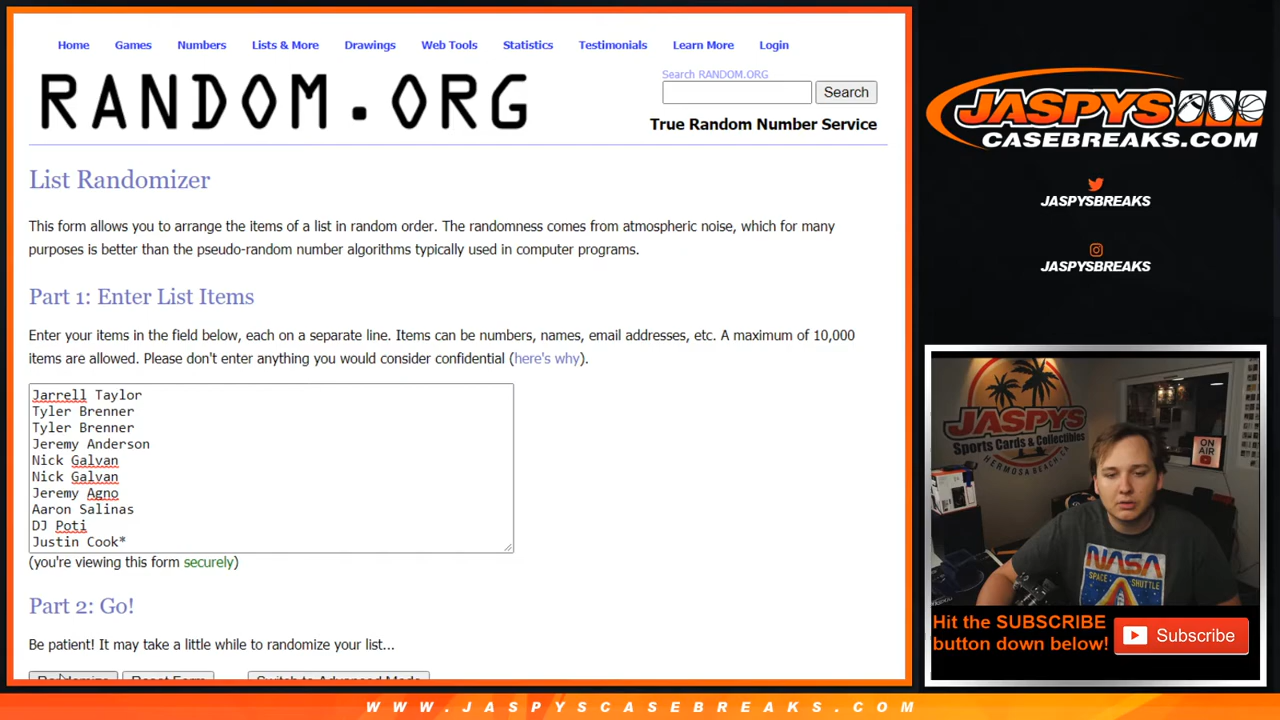 Home Games Numbers Lists & More Drawings Web Tools Statistics Testimonials Learn More Login
RANDOM.ORG
Search RANDOM.ORG
Search
True Random Number Service
List Randomizer
This form allows you to arrange the items of a list in random order. The randomness comes from atmospheric noise, which for many
purposes is better than the pseudo-random number algorithms typically used in computer programs.
Part 1: Enter List Items
Enter your items in the field below, each on a separate line. Items can be numbers, names, email addresses, etc. A maximum of 10,000
items are allowed. Please don't enter anything you would consider confidential (here's why).
Jarrell Taylor
Tyler Brenner
Tyler Brenner
Jeremy Anderson
Nick Galvan
Nick Galvan
Jeremy Agno
Aaron Salinas
DJ Poti
Justin Cook*
(you're viewing this form securely)
Part 2: Go!
Be patient! It may take a little while to randomize your list...
Randomize Reset Form Switch to Advanced Mode
JASPYS
CASEBREAKS.COM
JASPYSBREAKS
JASPYSBREAKS
JASPYS
Sports Cards & Collectibles
HERMOSA BEACH, CA
ON
AIR
NASA
SPACE SHUTTLE
Hit the SUBSCRIBE
button down below!
Subscribe
WWW.JASPYSCASEBREAKS.COM